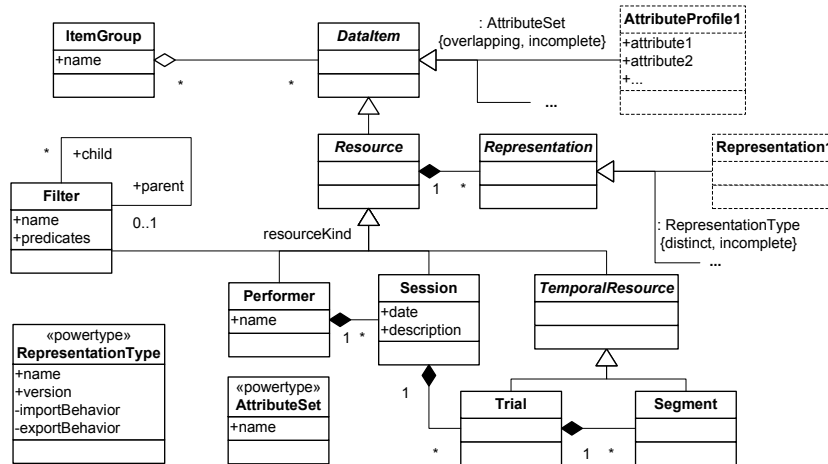 ItemGroup
+name
*
*
DataItem
: AttributeSet
{overlapping, incomplete}
...
AttributeProfile1
+attribute1
+attribute2
+...
*
+child
+parent
0..1
Filter
+name
+predicates
Resource
1
*
Representation
Representation1
: RepresentationType
{distinct, incomplete}
...
resourceKind
Performer
+name
1
*
Session
+date
+description
TemporalResource
«powertype»
RepresentationType
+name
+version
-importBehavior
-exportBehavior
«powertype»
AttributeSet
+name
1
*
Trial
1
*
Segment